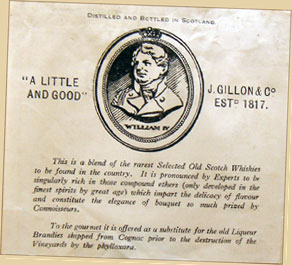 DISTILLED AND BOTTLED IN SCOTLAND.
"A LITTLE AND GOOD"
WILLIAM IV
J. GILLON & Cº
ESTD 1817.
This is a blend of the rarest Selected Old Scotch Whiskies
to be found in the country. It is pronounced by Experts to be
singularly rich in those compound ethers (only developed in the
finest spirits by great age) which impart the delicacy of flavour
and constitute the elegance of bouquet so much prized by
Connoisseurs.
To the gourmet it is offered as a substitute for the old Liqueur
Brandies shipped from Cognac prior to the destruction of the
Vineyards by the phylloxera.